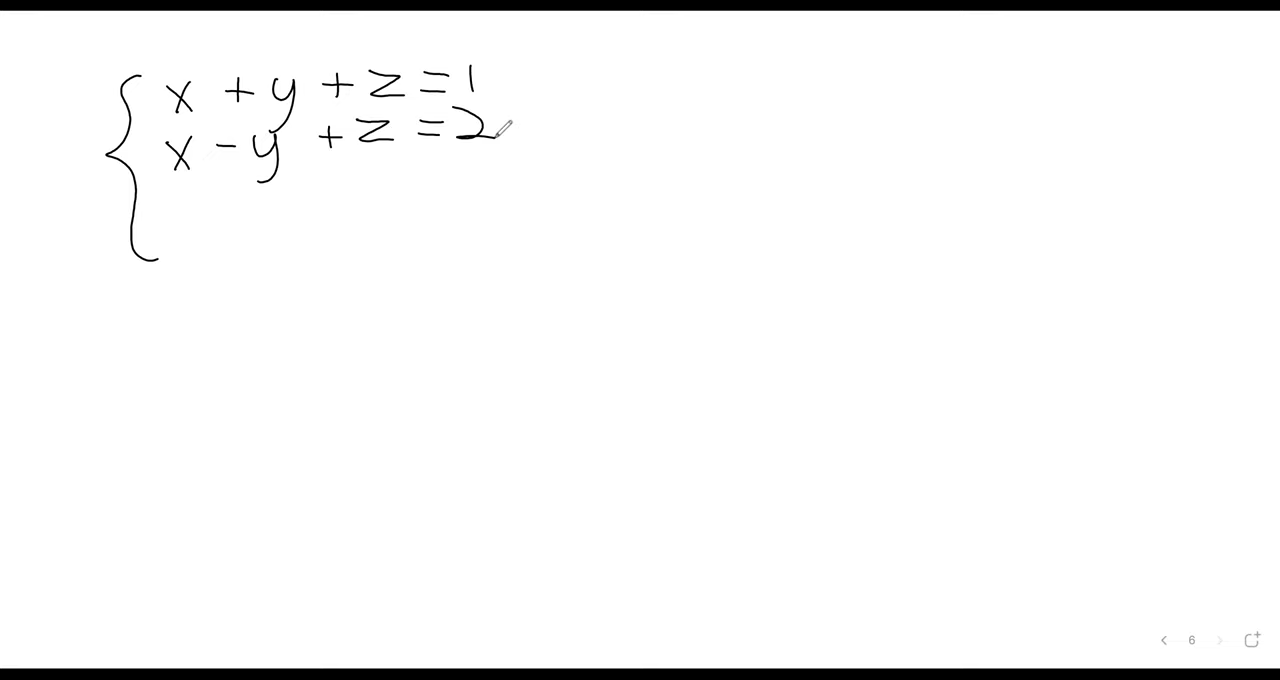 x + y + z = 1
x - y + z = 2
6